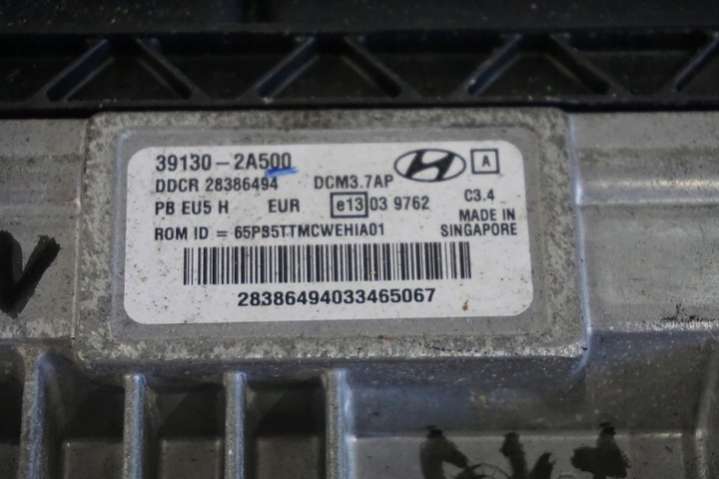 39130-2A500
A
DDCR 28386494 DCM3.7AP
PB EU5 H EUR e13 03 9762 C3.4
ROM ID = 65PB5TTMCWEHIA01 MADE IN
SINGAPORE
28386494033465067